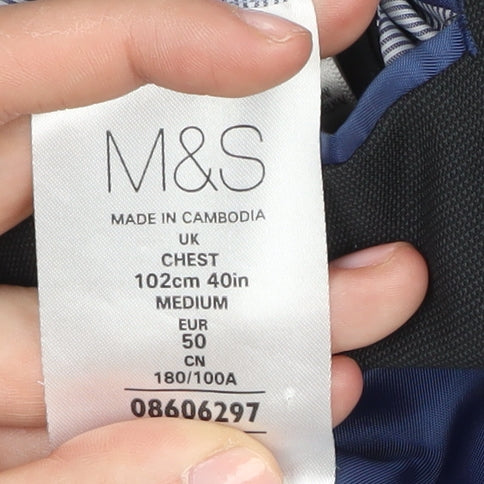 M&S
MADE IN CAMBODIA
UK
CHEST
102cm 40in
MEDIUM
EUR
50
CN
180/100A
08606297